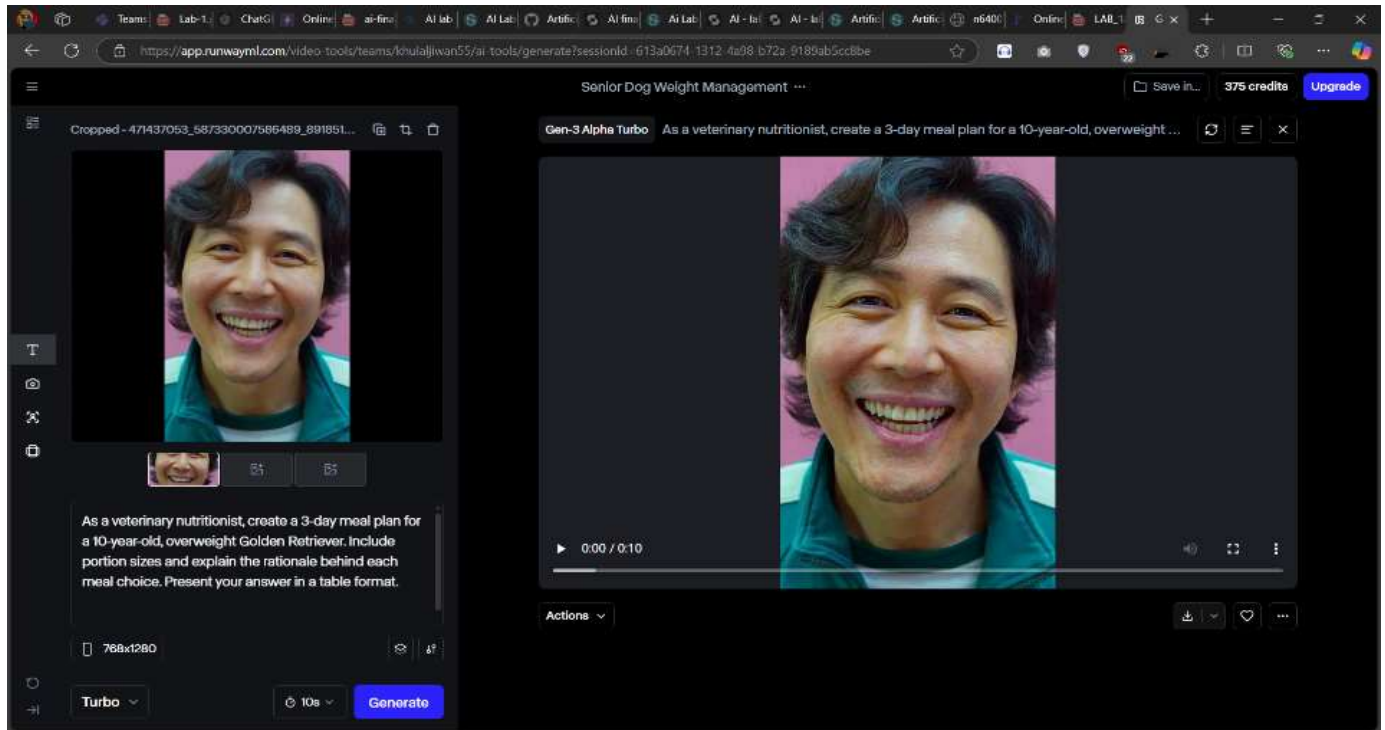 Teams
Lab-1
ChatG
Online
ai-fina
AI lab
AI Lab
Artific
AI fina
Ai Lab
AI - la
AI - la
Artific
Artific
n6400
Online
LAB_1
G
https://app.runwayml.com/video-tools/teams/khulaljiwan55/ai-tools/generate?sessionId=613a0674-1312-4a98-b72a-9189ab5cc8be
22
Senior Dog Weight Management ···
Save in...
375 credits
Upgrade
Cropped - 471437053_587330007586489_891851...
Gen-3 Alpha Turbo
As a veterinary nutritionist, create a 3-day meal plan for a 10-year-old, overweight ...
T
As a veterinary nutritionist, create a 3-day meal plan for
a 10-year-old, overweight Golden Retriever. Include
portion sizes and explain the rationale behind each
meal choice. Present your answer in a table format.
0:00 / 0:10
Actions
768x1280
Turbo
10s
Generate